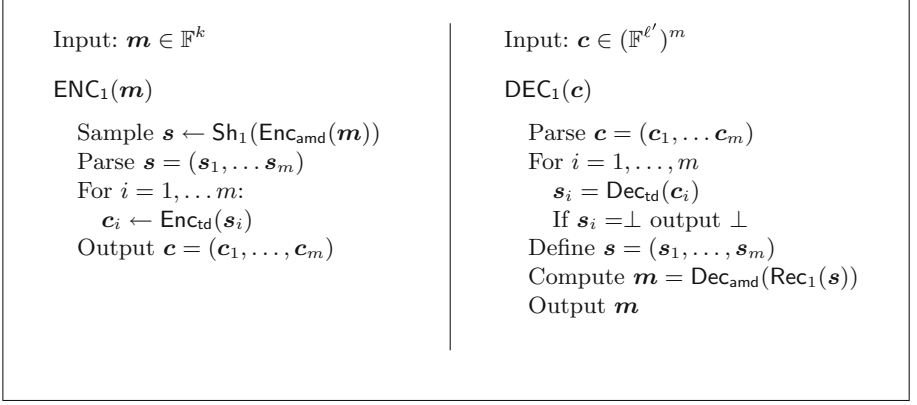 Input: m ∈ 𝔽^k
ENC₁(m)
Sample s ← Sh₁(Enc_amd(m))
Parse s = (s₁, … s_m)
For i = 1, … m:
c_i ← Enc_td(s_i)
Output c = (c₁, …, c_m)
Input: c ∈ (𝔽^ℓ′)^m
DEC₁(c)
Parse c = (c₁, … c_m)
For i = 1, …, m
s_i = Dec_td(c_i)
If s_i =⊥ output ⊥
Define s = (s₁, …, s_m)
Compute m = Dec_amd(Rec₁(s))
Output m